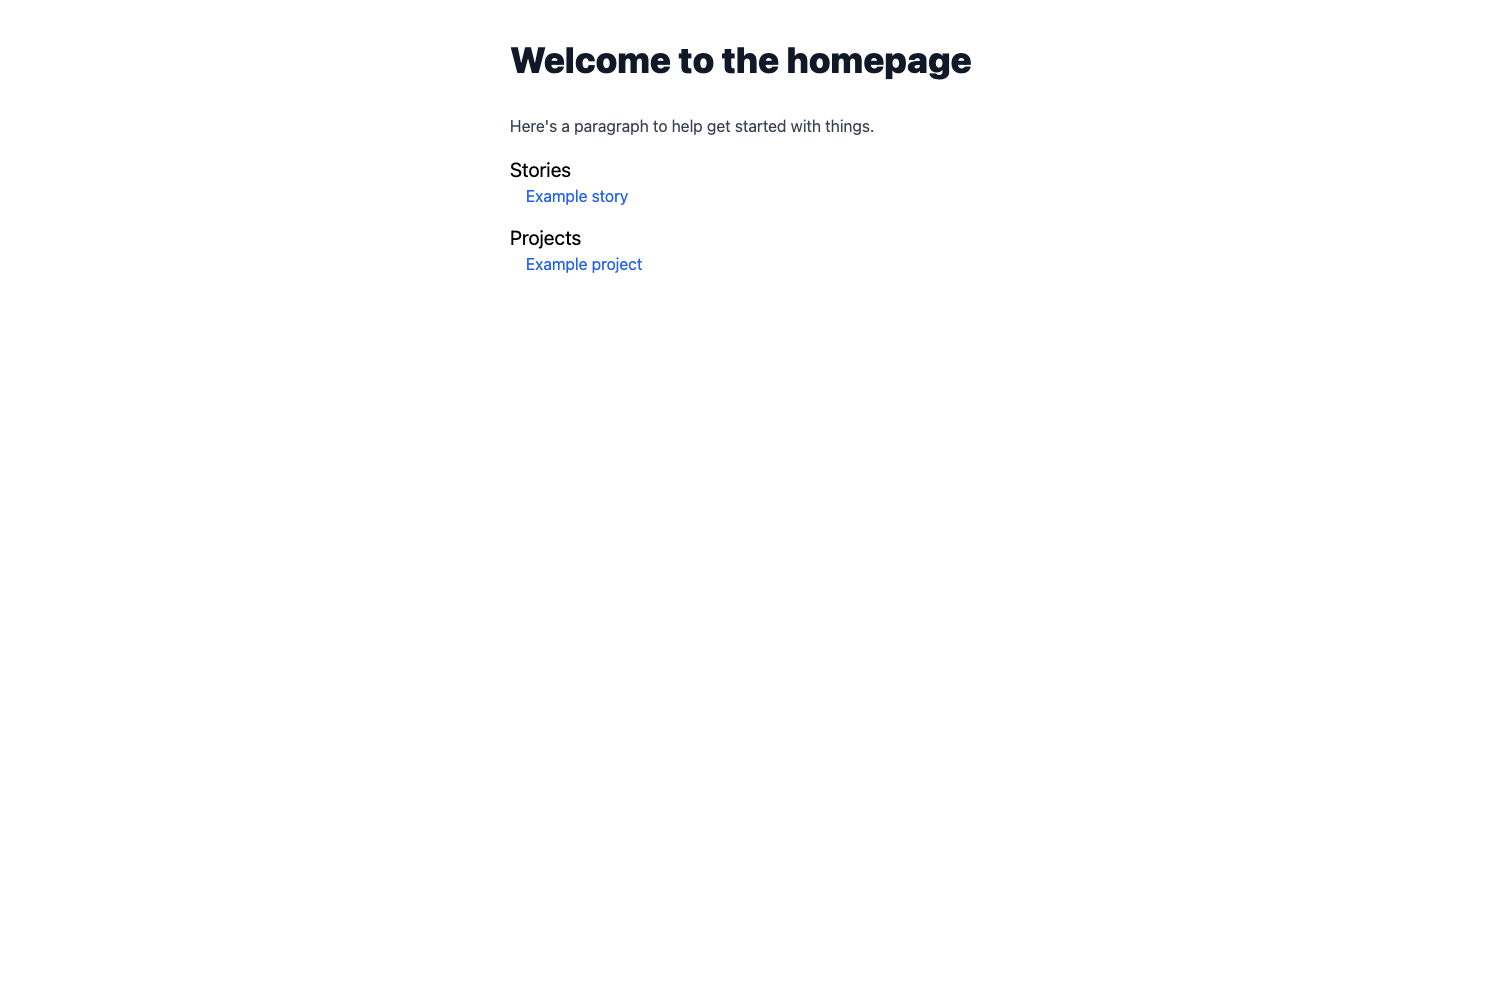 Welcome to the homepage
Here's a paragraph to help get started with things.
Stories
Example story
Projects
Example project